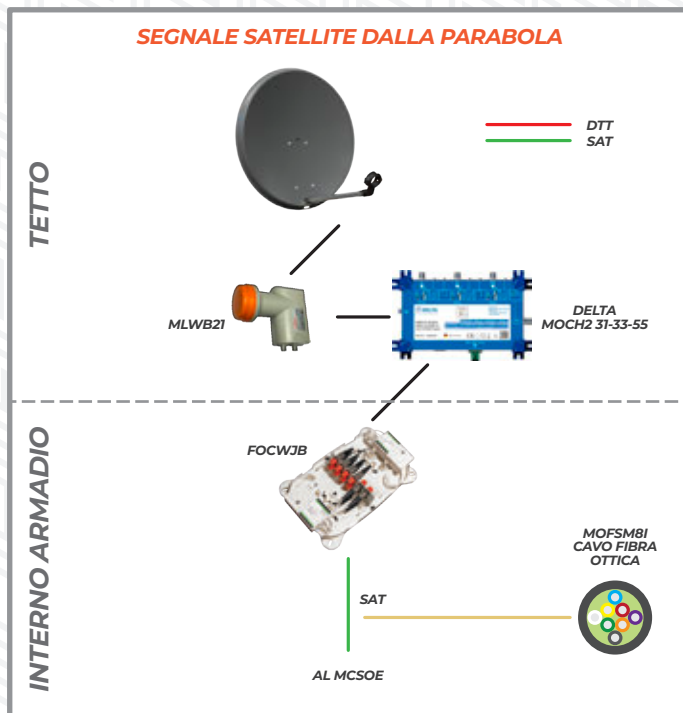 SEGNALE SATELLITE DALLA PARABOLA
DTT
SAT
TETTO
MLWB21
DELTA
MOCH2 31-33-55
INTERNO ARMADIO
FOCWJB
MOFSM8I
CAVO FIBRA
OTTICA
SAT
AL MCSOE